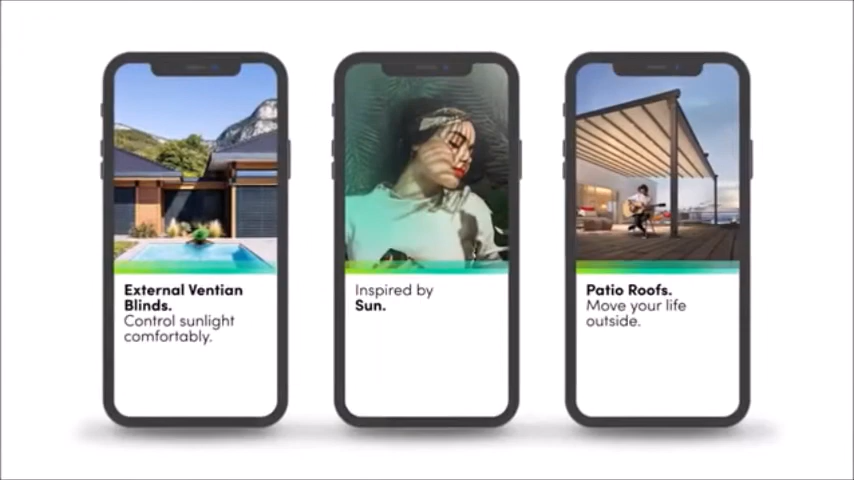 External Ventian
Blinds.
Control sunlight
comfortably.
Inspired by
Sun.
Patio Roofs.
Move your life
outside.